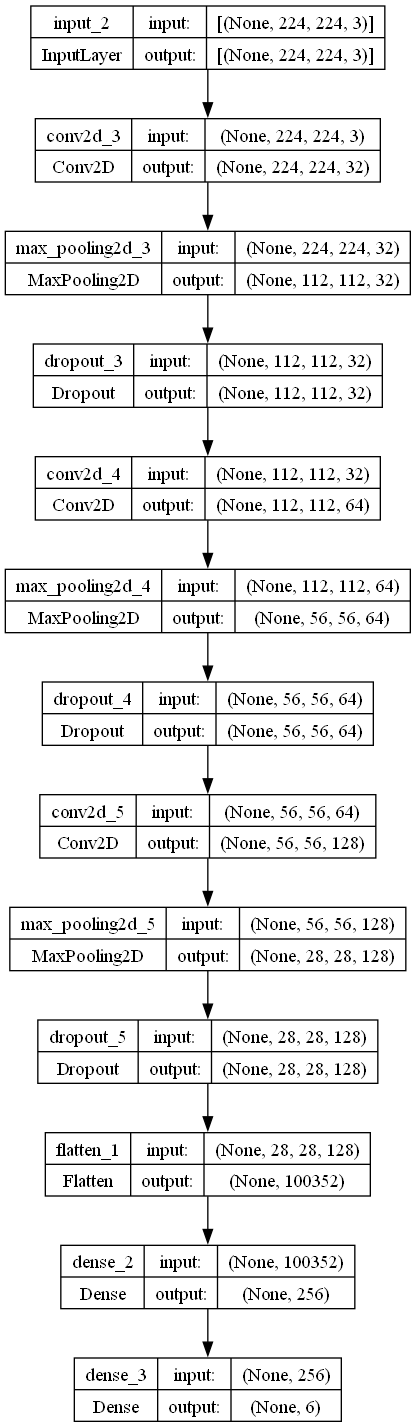 input_2 input: [(None, 224, 224, 3)]
InputLayer output: [(None, 224, 224, 3)]
conv2d_3 input: (None, 224, 224, 3)
Conv2D output: (None, 224, 224, 32)
max_pooling2d_3 input: (None, 224, 224, 32)
MaxPooling2D output: (None, 112, 112, 32)
dropout_3 input: (None, 112, 112, 32)
Dropout output: (None, 112, 112, 32)
conv2d_4 input: (None, 112, 112, 32)
Conv2D output: (None, 112, 112, 64)
max_pooling2d_4 input: (None, 112, 112, 64)
MaxPooling2D output: (None, 56, 56, 64)
dropout_4 input: (None, 56, 56, 64)
Dropout output: (None, 56, 56, 64)
conv2d_5 input: (None, 56, 56, 64)
Conv2D output: (None, 56, 56, 128)
max_pooling2d_5 input: (None, 56, 56, 128)
MaxPooling2D output: (None, 28, 28, 128)
dropout_5 input: (None, 28, 28, 128)
Dropout output: (None, 28, 28, 128)
flatten_1 input: (None, 28, 28, 128)
Flatten output: (None, 100352)
dense_2 input: (None, 100352)
Dense output: (None, 256)
dense_3 input: (None, 256)
Dense output: (None, 6)